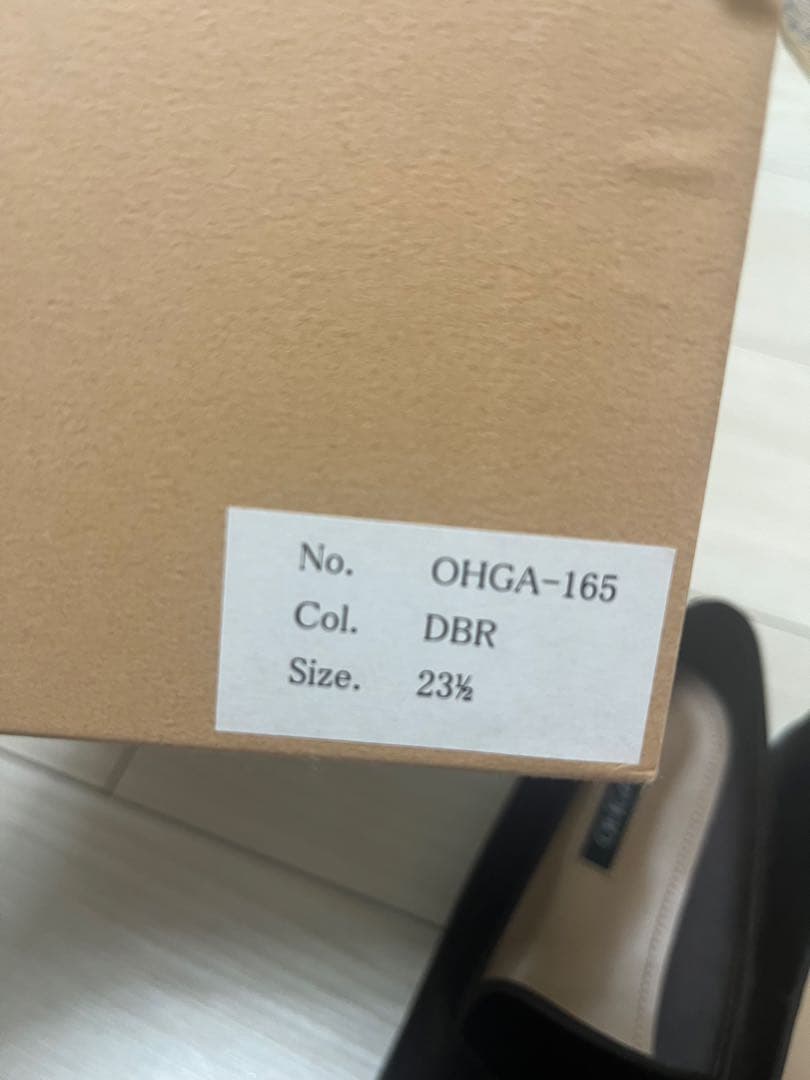 No. OHGA-165
Col. DBR
Size. 23½